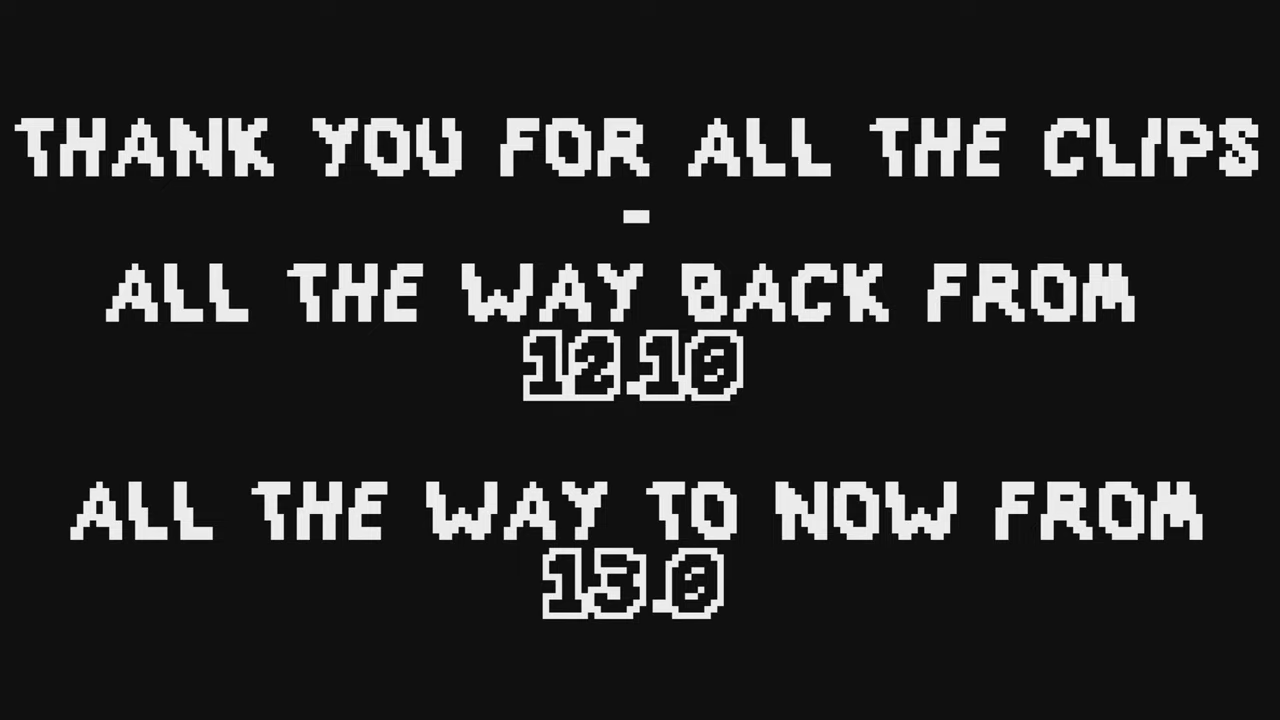 THANK YOU FOR ALL THE CLIPS
-
ALL THE WAY BACK FROM
12.10
ALL THE WAY TO NOW FROM
13.0